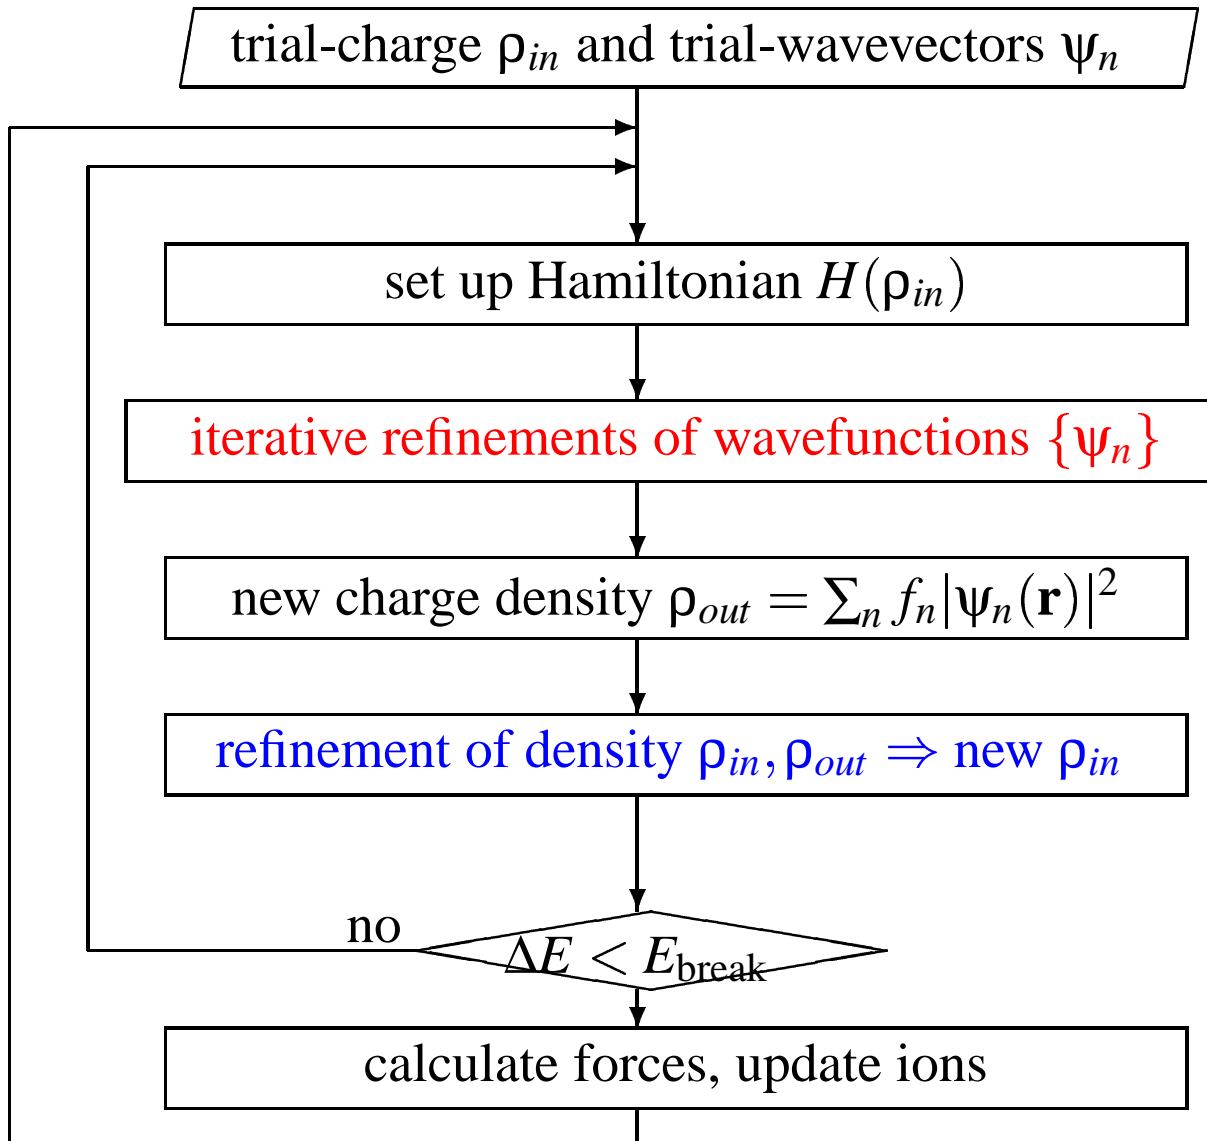 trial-charge ρ_in and trial-wavevectors ψ_n
set up Hamiltonian H(ρ_in)
iterative refinements of wavefunctions {ψ_n}
new charge density ρ_out = ∑_n f_n|ψ_n(r)|²
refinement of density ρ_in, ρ_out ⇒ new ρ_in
no
ΔE < E_break
calculate forces, update ions